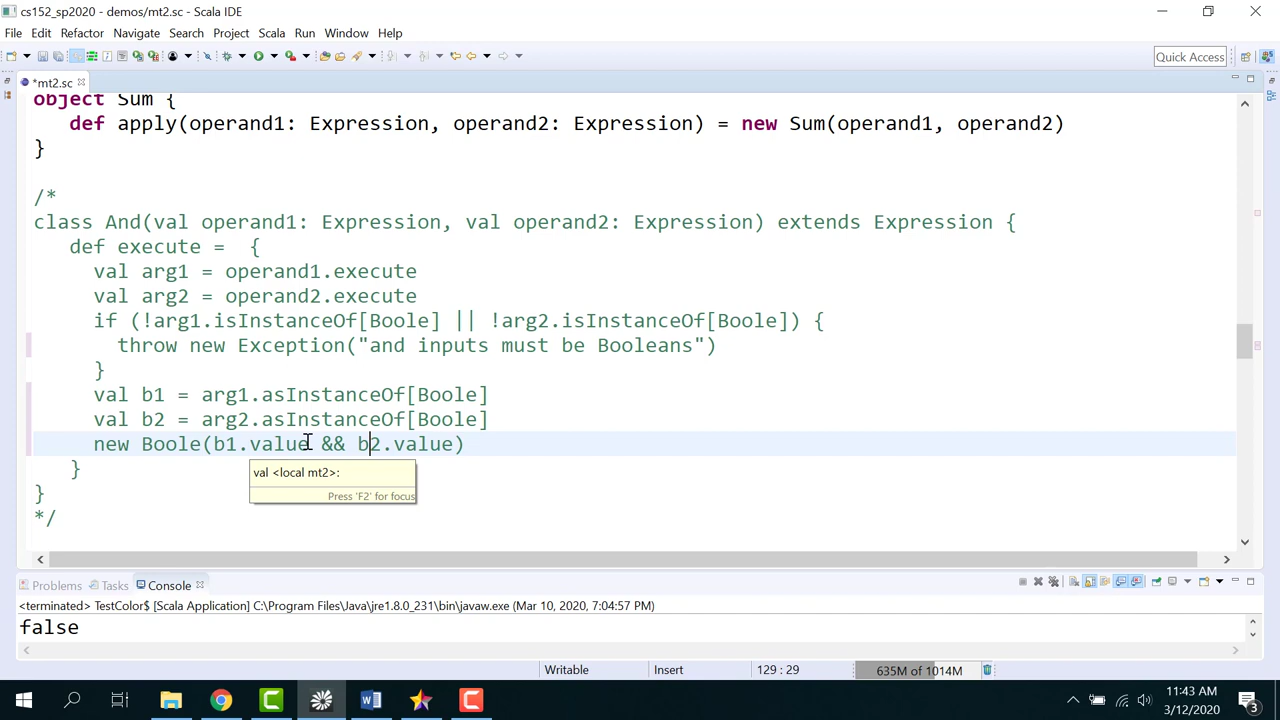 cs152_sp2020 - demos/mt2.sc - Scala IDE
File Edit Refactor Navigate Search Scala Project Scala Run Window Help
Quick Access
*mt2.sc
object Sum {
def apply(operand1: Expression, operand2: Expression) = new Sum(operand1, operand2)
}
/*
class And(val operand1: Expression, val operand2: Expression) extends Expression {
def execute =  {
val arg1 = operand1.execute
val arg2 = operand2.execute
if (!arg1.isInstanceOf[Boole] || !arg2.isInstanceOf[Boole]) {
throw new Exception("and inputs must be Booleans")
}
val b1 = arg1.asInstanceOf[Boole]
val b2 = arg2.asInstanceOf[Boole]
new Boole(b1.value && b2.value)
}
val <local mt2>:
Press 'F2' for focus
}
*/
Problems Tasks Console
<terminated> TestColor$ [Scala Application] C:\Program Files\Java\jre1.8.0_231\bin\javaw.exe (Mar 10, 2020, 7:04:57 PM)
false
Writable Insert 129 : 29 635M of 1014M
11:43 AM
3/12/2020
3